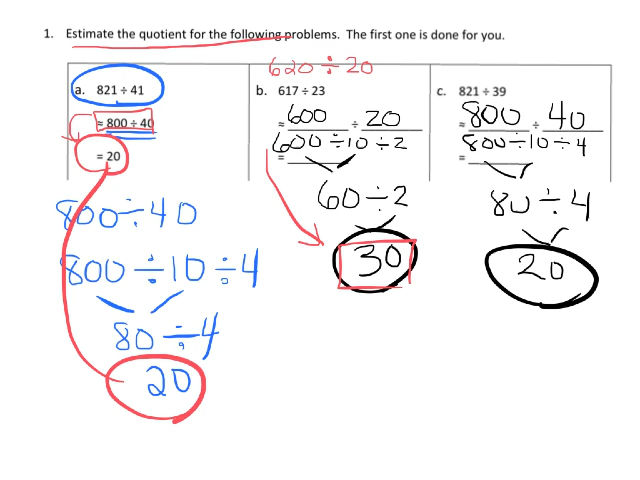 1. Estimate the quotient for the following problems. The first one is done for you.
620 ÷ 20
a. 821 ÷ 41
≈ 800 ÷ 40
= 20
800 ÷ 40
800 ÷ 10 ÷ 4
80 ÷ 4
20
b. 617 ÷ 23
≈ 600 ÷ 20
600 ÷ 10 ÷ 2
=
60 ÷ 2
30
c. 821 ÷ 39
≈ 800 ÷ 40
800 ÷ 10 ÷ 4
=
80 ÷ 4
20